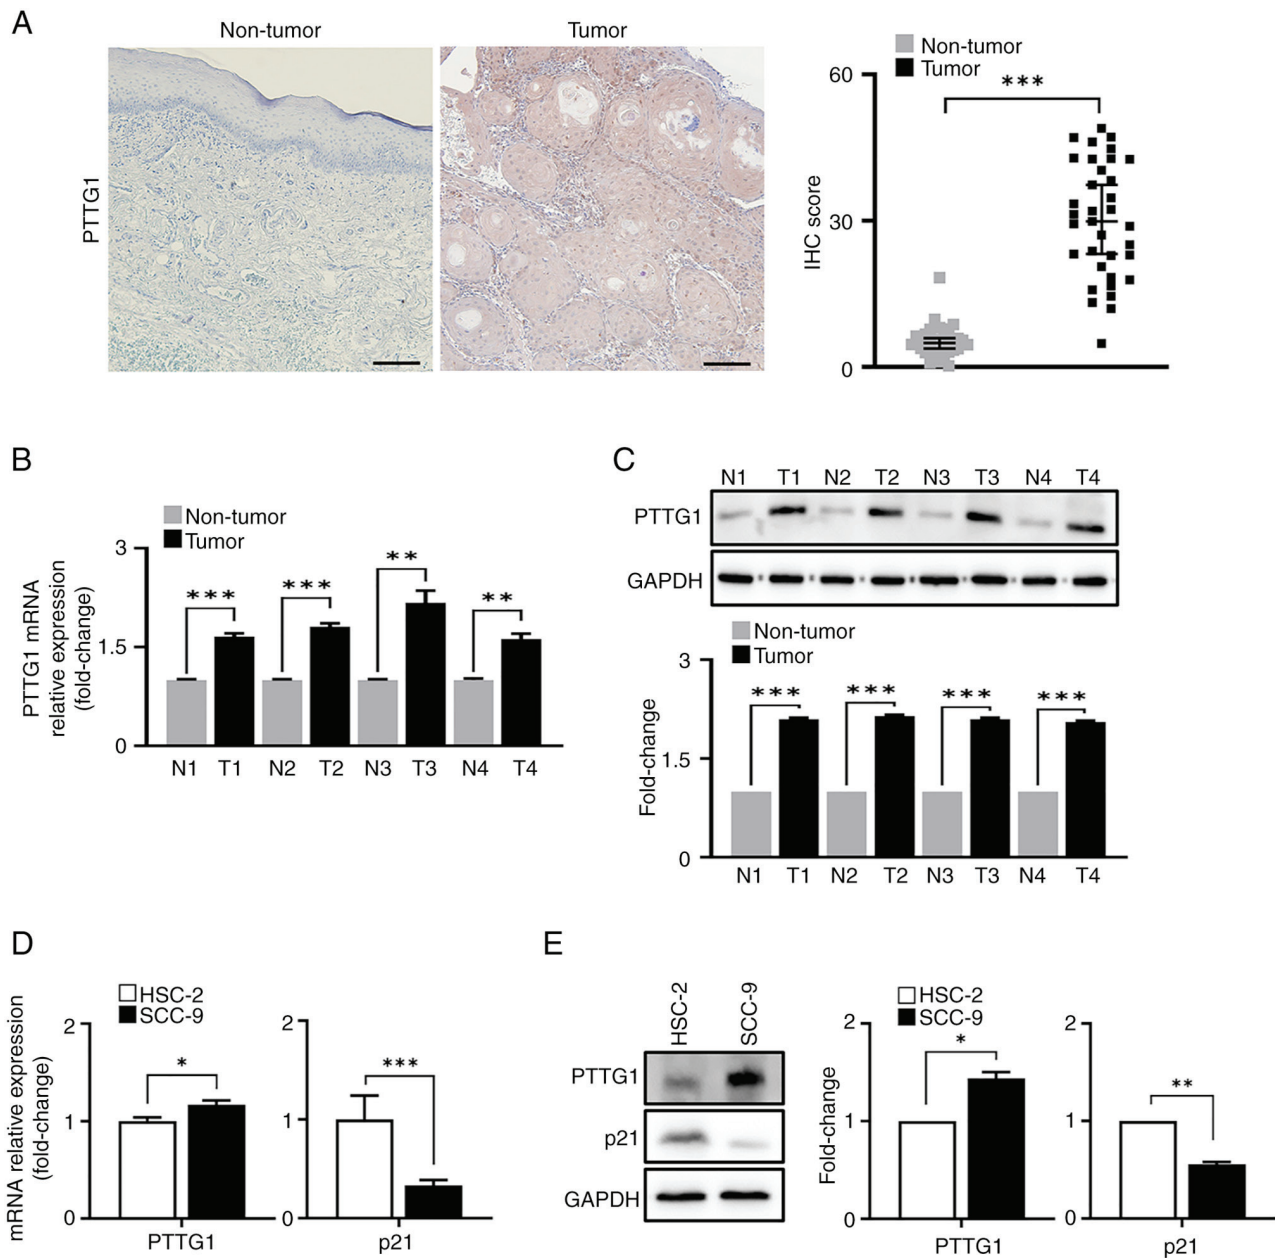 A
Non-tumor
Tumor
PTTG1
Non-tumor
Tumor
60
30
0
IHC score
***
B
Non-tumor
Tumor
PTTG1 mRNA
relative expression
(fold-change)
3
1.5
0
***
***
**
**
N1 T1 N2 T2 N3 T3 N4 T4
C
N1 T1 N2 T2 N3 T3 N4 T4
PTTG1
GAPDH
Non-tumor
Tumor
Fold-change
3
1.5
0
***
***
***
***
N1 T1 N2 T2 N3 T3 N4 T4
D
HSC-2
SCC-9
mRNA relative expression
(fold-change)
2
1
0
*
PTTG1
2
1
0
***
p21
E
HSC-2
SCC-9
PTTG1
p21
GAPDH
HSC-2
SCC-9
Fold-change
2
1
0
*
PTTG1
2
1
0
**
p21